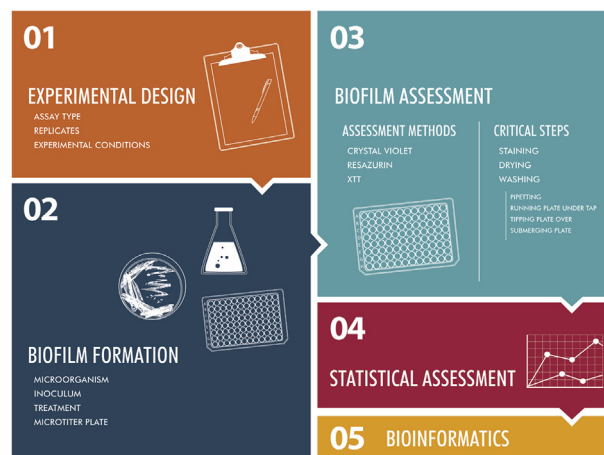 01
EXPERIMENTAL DESIGN
ASSAY TYPE
REPLICATES
EXPERIMENTAL CONDITIONS
02
BIOFILM FORMATION
MICROORGANISM
INOCULUM
TREATMENT
MICROTITER PLATE
03
BIOFILM ASSESSMENT
ASSESSMENT METHODS
CRYSTAL VIOLET
RESAZURIN
XTT
CRITICAL STEPS
STAINING
DRYING
WASHING
PIPETTING
RUNNING PLATE UNDER TAP
TIPPING PLATE OVER
SUBMERGING PLATE
04
STATISTICAL ASSESSMENT
05 BIOINFORMATICS